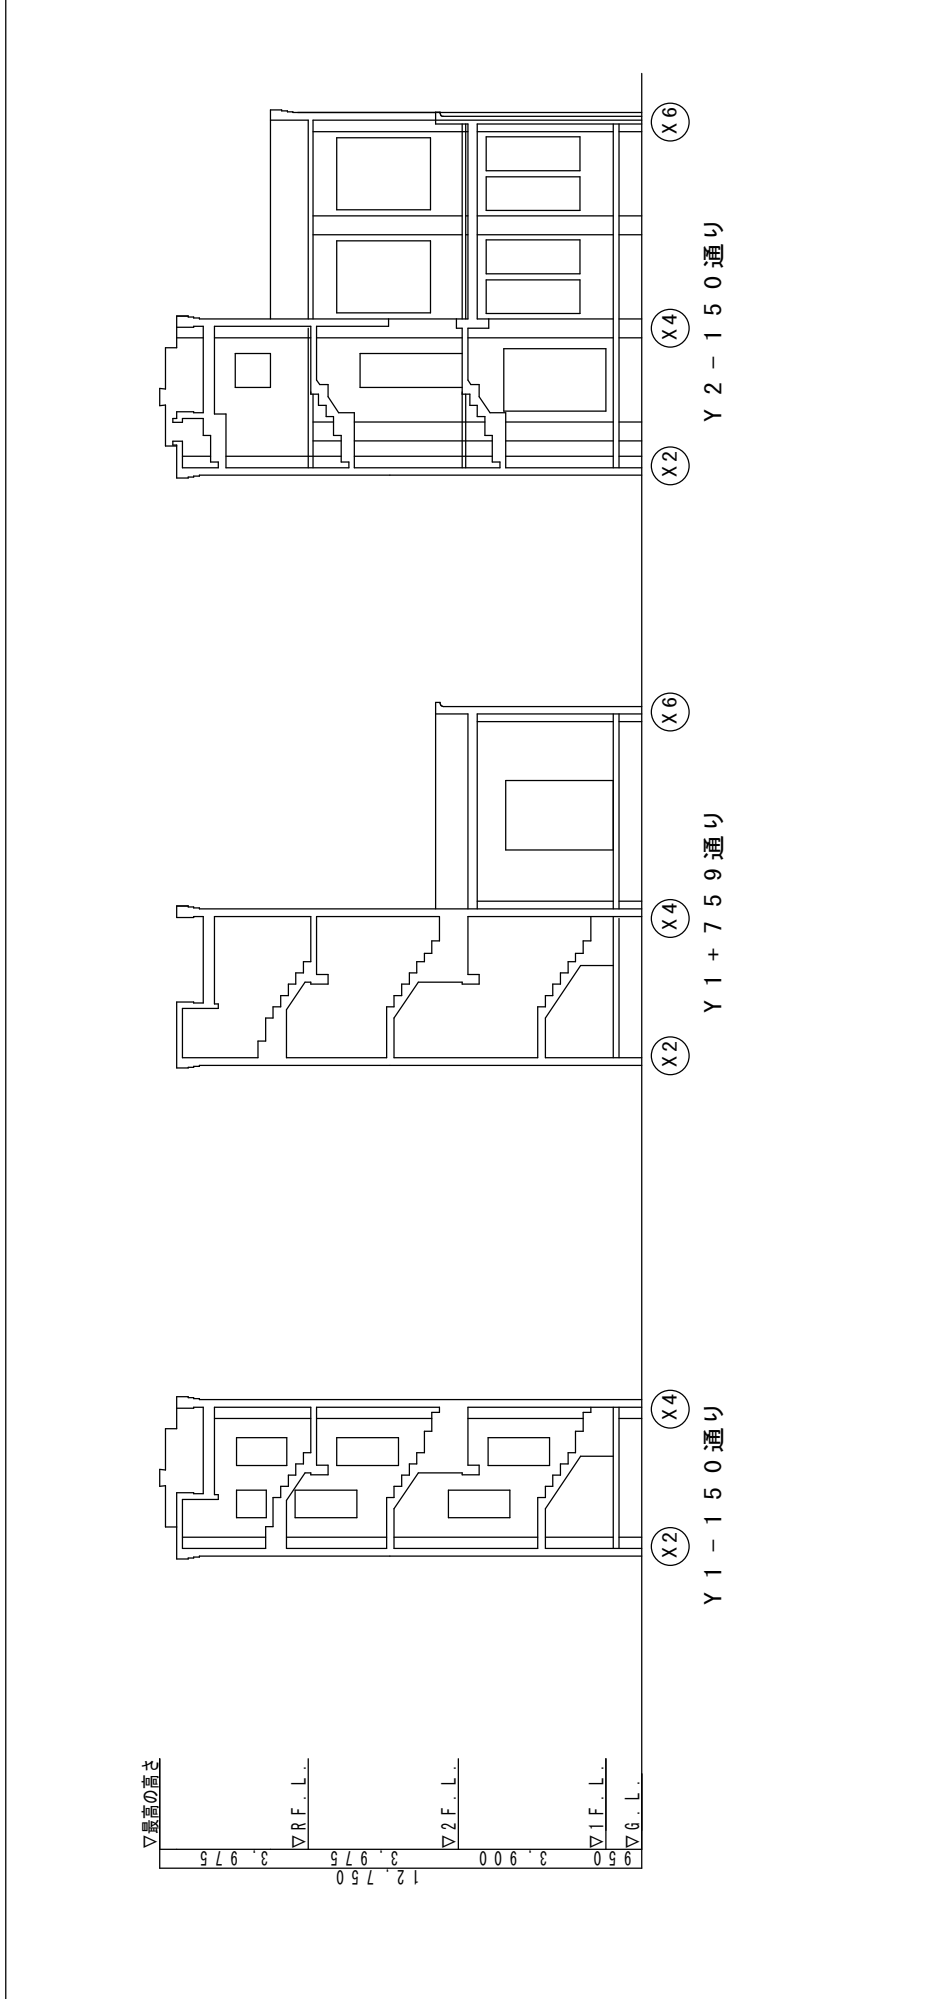 ▽最高の高さ
▽RF.L.
▽2F.L.
▽1F.L.
▽G.L.
3,975
3,975
3,900
950
12,750
X2
X4
Y1-150通り
X2
X4
X6
Y1+759通り
X2
X4
X6
Y2-150通り